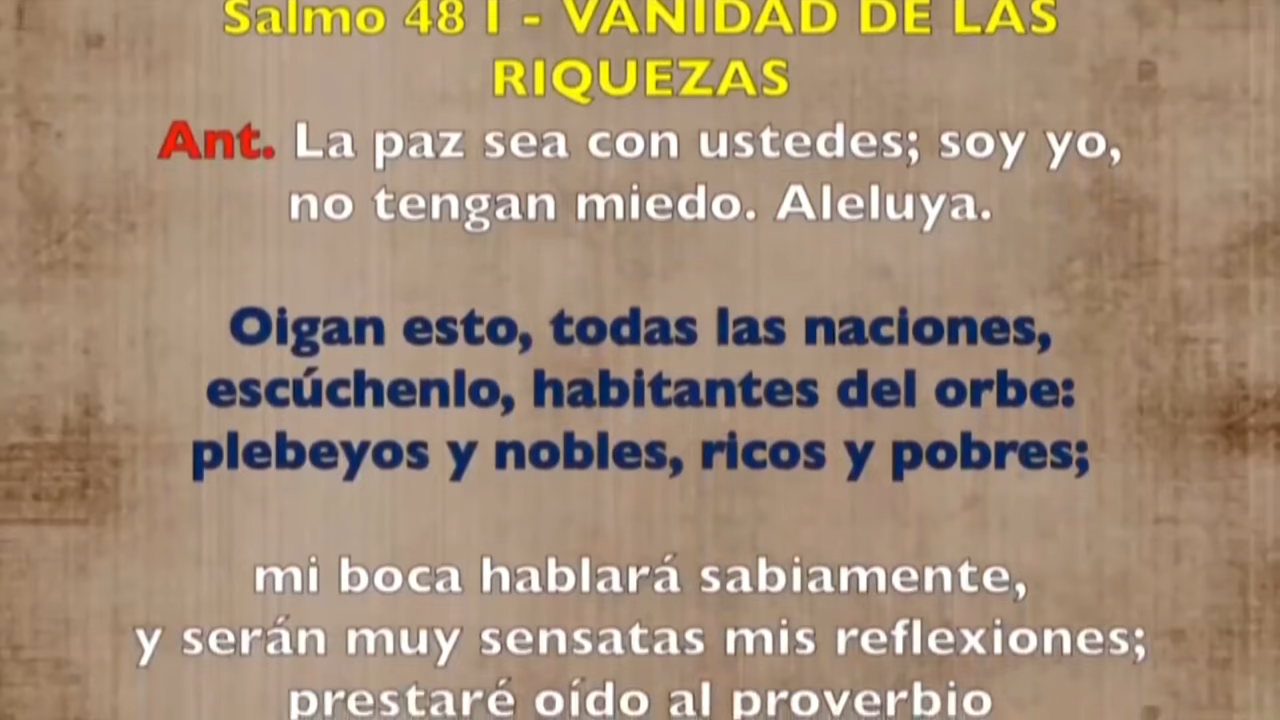 Salmo 48 I - VANIDAD DE LAS
RIQUEZAS
Ant. La paz sea con ustedes; soy yo,
no tengan miedo. Aleluya.
Oigan esto, todas las naciones,
escúchenlo, habitantes del orbe:
plebeyos y nobles, ricos y pobres;
mi boca hablará sabiamente,
y serán muy sensatas mis reflexiones;
prestaré oído al proverbio